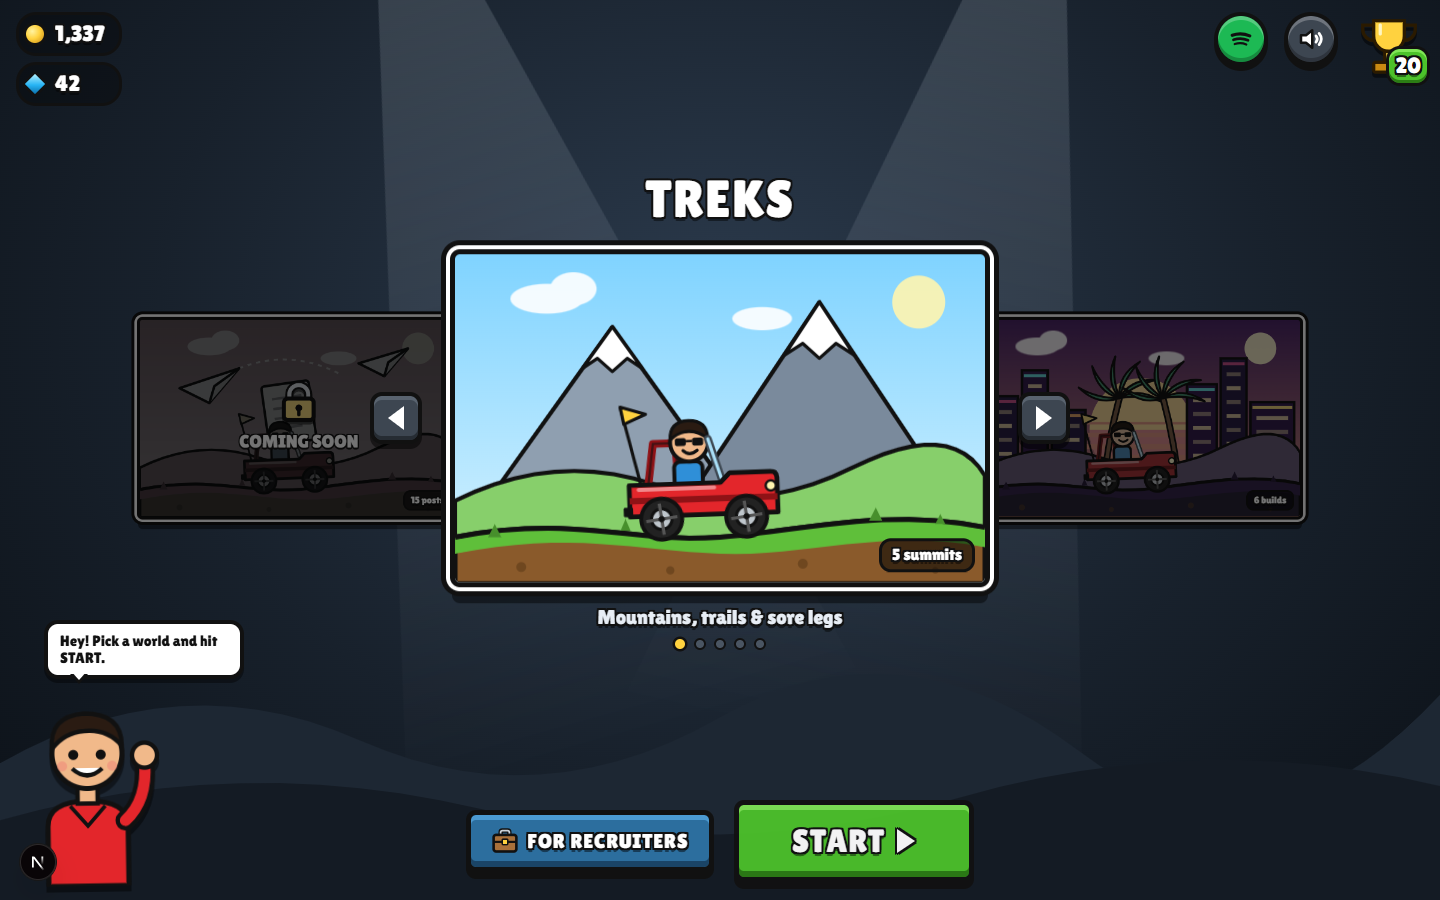 1,337
42
20
TREKS
COMING SOON
15 posts
5 summits
6 builds
Mountains, trails & sore legs
Hey! Pick a world and hit
START.
N
FOR RECRUITERS
START